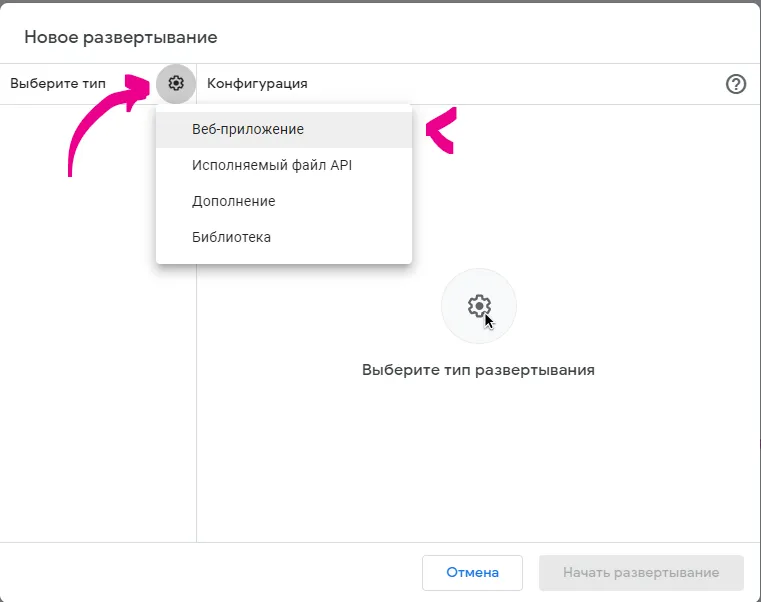 Новое развертывание
Выберите тип
Конфигурация
Веб-приложение
Исполняемый файл API
Дополнение
Библиотека
Выберите тип развертывания
Отмена
Начать развертывание